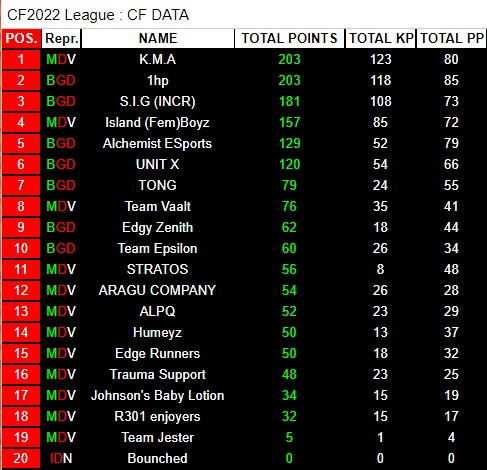 CF2022 League : CF DATA
POS. Repr. NAME TOTAL POINTS TOTAL KP TOTAL PP
1 MDV K.M.A 203 123 80
2 BGD 1hp 203 118 85
3 BGD S.I.G (INCR) 181 108 73
4 MDV Island (Fem)Boyz 157 85 72
5 BGD Alchemist ESports 129 52 79
6 BGD UNIT X 120 54 66
7 BGD TONG 79 24 55
8 MDV Team Vaalt 76 35 41
9 BGD Edgy Zenith 62 18 44
10 BGD Team Epsilon 60 26 34
11 MDV STRATOS 56 8 48
12 MDV ARAGU COMPANY 54 26 28
13 MDV ALPQ 52 23 29
14 MDV Humeyz 50 13 37
15 MDV Edge Runners 50 18 32
16 MDV Trauma Support 48 23 25
17 MDV Johnson's Baby Lotion 34 15 19
18 MDV R301 enjoyers 32 15 17
19 MDV Team Jester 5 1 4
20 IDN Bounched 0 0 0